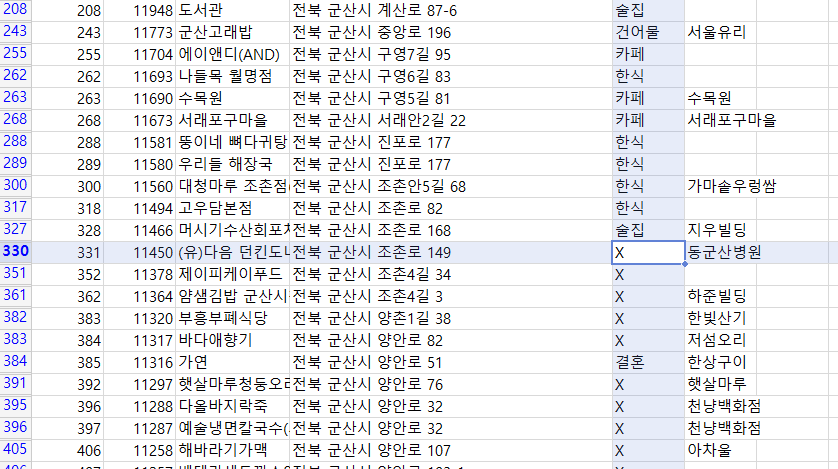 208 208 11948 도서관 전북 군산시 계산로 87-6 술집
243 243 11773 군산고래밥 전북 군산시 중앙로 196 건어물 서울유리
255 255 11704 에이앤디(AND) 전북 군산시 구영7길 95 카페
262 262 11693 나들목 월명점 전북 군산시 구영6길 83 한식
263 263 11690 수목원 전북 군산시 구영5길 81 카페 수목원
268 268 11673 서래포구마을 전북 군산시 서래안2길 22 카페 서래포구마을
288 288 11581 뚱이네 뼈다귀탕 전북 군산시 진포로 177 한식
289 289 11580 우리들 해장국 전북 군산시 진포로 177 한식
300 300 11560 대청마루 조촌점 전북 군산시 조촌안5길 68 한식 가마솥우렁쌈
317 318 11494 고우담본점 전북 군산시 조촌로 82 한식
327 328 11466 머시기수산회포차 전북 군산시 조촌로 168 술집 지우빌딩
330 331 11450 (유)다음 던킨도너 전북 군산시 조촌로 149 X 동군산병원
351 352 11378 제이피케이푸드 전북 군산시 조촌4길 34 X
361 362 11364 얌샘김밥 군산시 전북 군산시 조촌4길 3 X 하준빌딩
382 383 11320 부흥부폐식당 전북 군산시 양촌1길 38 X 한빛산기
383 384 11317 바다애향기 전북 군산시 양안로 82 X 저섬오리
384 385 11316 가연 전북 군산시 양안로 51 결혼 한상구이
391 392 11297 햇살마루청둥오리 전북 군산시 양안로 76 X 햇살마루
395 396 11288 다올바지락죽 전북 군산시 양안로 32 X 천냥백화점
396 397 11287 예술냉면칼국수( 전북 군산시 양안로 32 X 천냥백화점
405 406 11258 해바라기가맥 전북 군산시 양안로 107 X 아차울